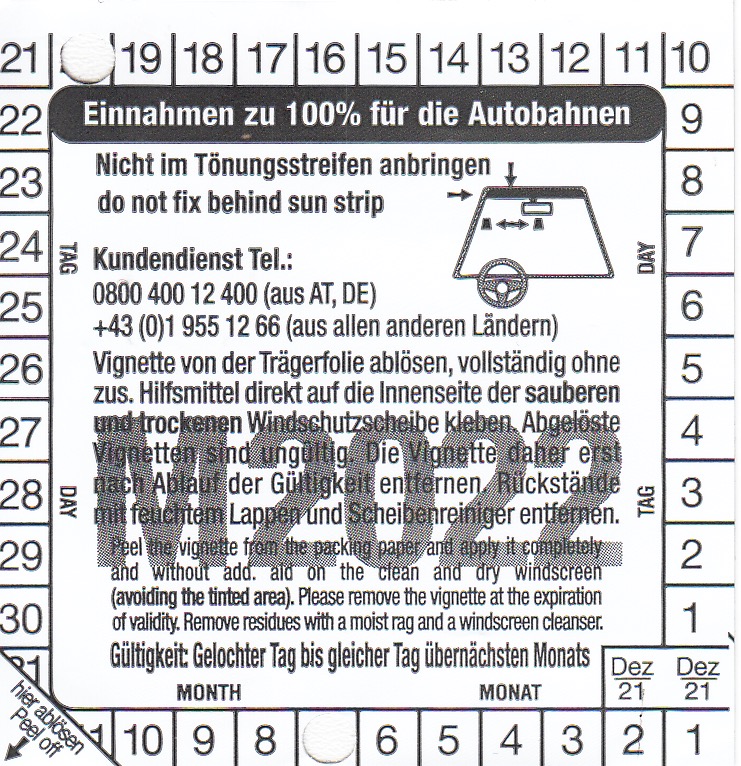 21 19 18 17 16 15 14 13 12 11 10
Einnahmen zu 100% für die Autobahnen
22 9
Nicht im Tönungsstreifen anbringen
23 8
do not fix behind sun strip
24 TAG DAY 7
Kundendienst Tel.:
0800 400 12 400 (aus AT, DE)
25 6
+43 (0)1 955 12 66 (aus allen anderen Ländern)
26 5
Vignette von der Trägerfolie ablösen, vollständig ohne
zus. Hilfsmittel direkt auf die Innenseite der sauberen
und trockenen Windschutzscheibe kleben. Abgelöste
27 4
Vignetten sind ungültig. Die Vignette daher erst
nach Ablauf der Gültigkeit entfernen. Rückstände
28 DAY TAG 3
mit feuchtem Lappen und Scheibenreiniger entfernen.
M2022
29 2
Peel the vignette from the packing paper and apply it completely
and without add. aid on the clean and dry windscreen
(avoiding the tinted area). Please remove the vignette at the expiration
30 1
of validity. Remove residues with a moist rag and a windscreen cleanser.
Gültigkeit: Gelochter Tag bis gleicher Tag übernächsten Monats
31
Dez Dez
21 21
MONTH MONAT
hier ablösen
Peel off
11 10 9 8 6 5 4 3 2 1